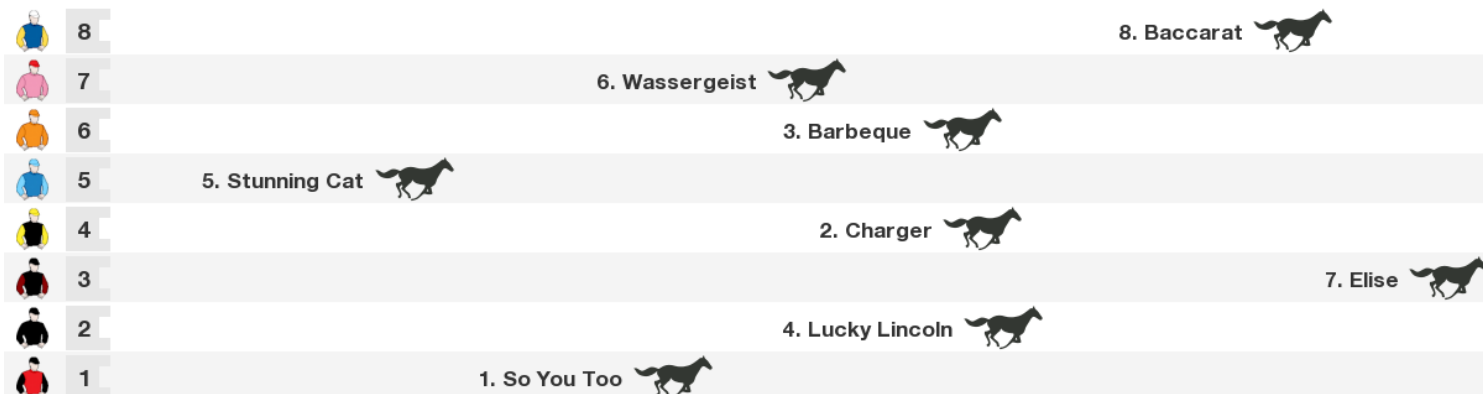 8 8. Baccarat
7 6. Wassergeist
6 3. Barbeque
5 5. Stunning Cat
4 2. Charger
3 7. Elise
2 4. Lucky Lincoln
1 1. So You Too